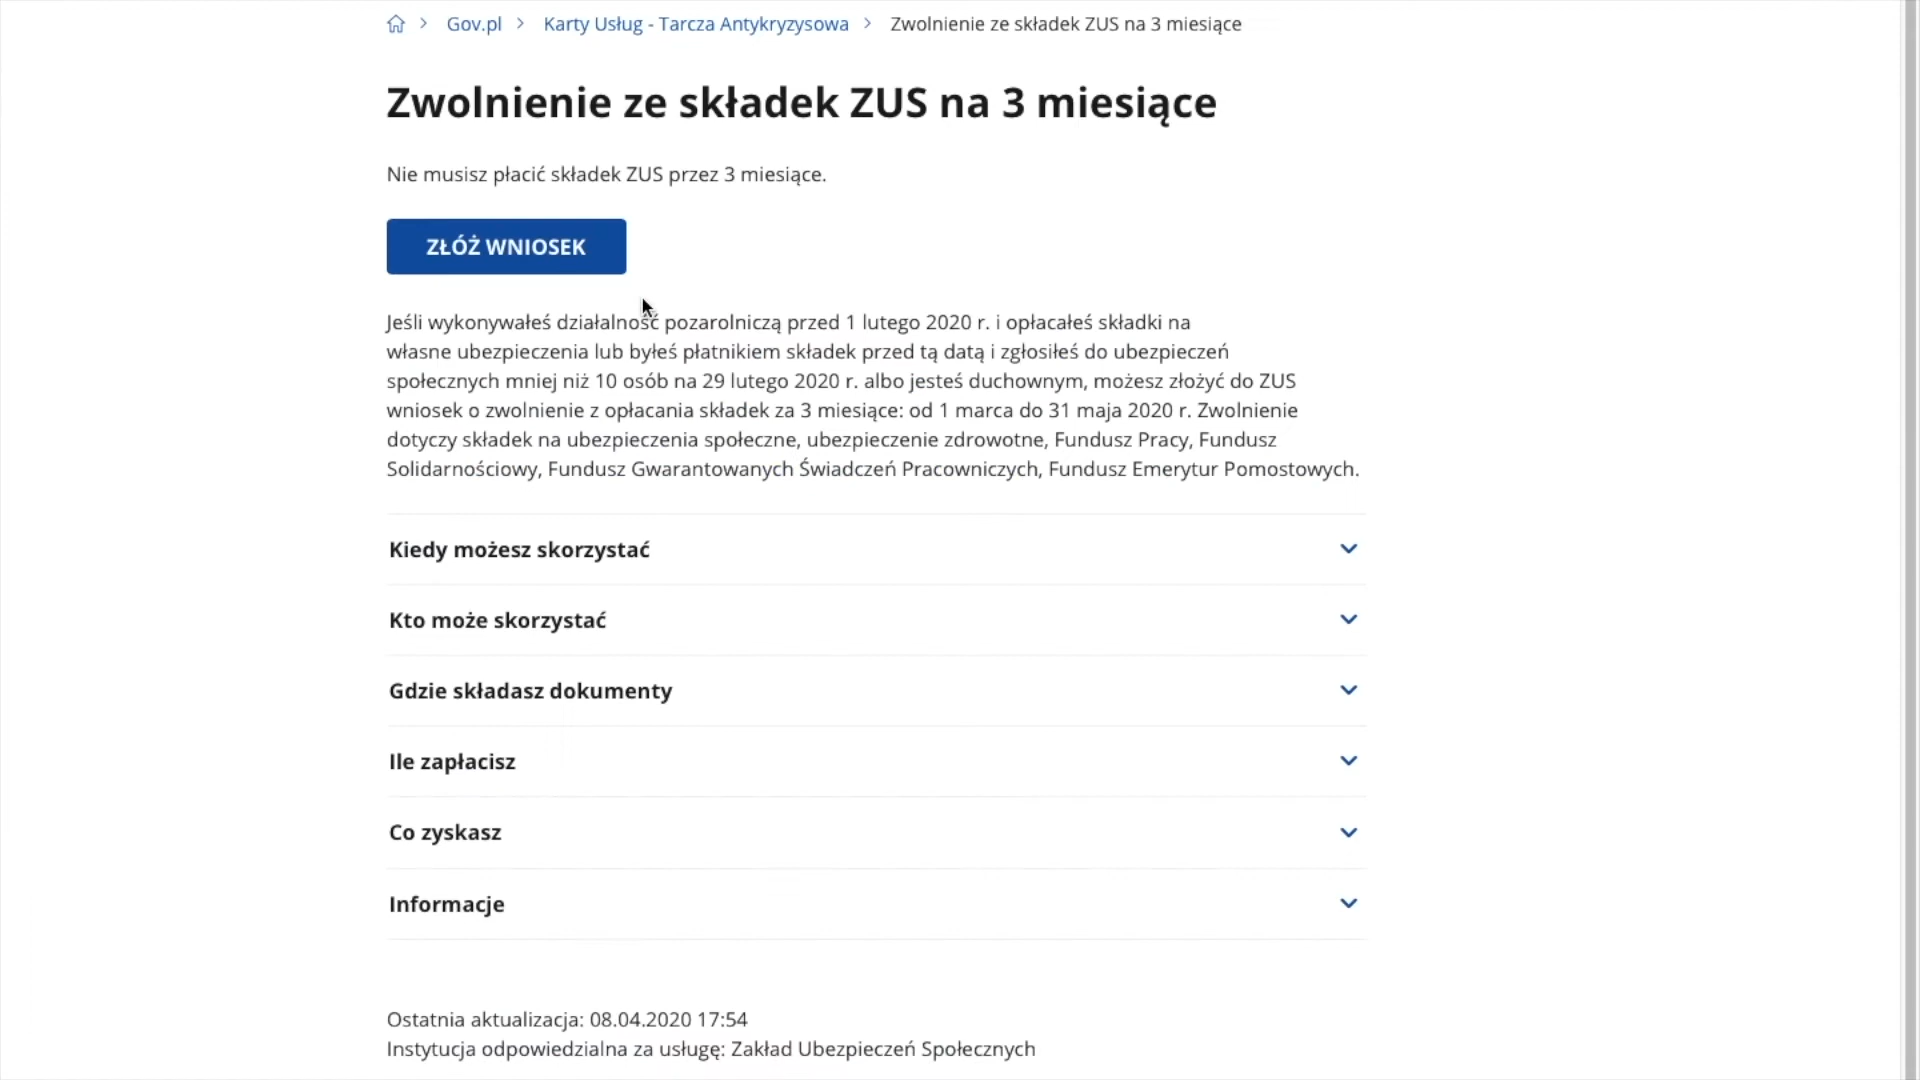 Gov.pl Karty Usług - Tarcza Antykryzysowa Zwolnienie ze składek ZUS na 3 miesiące
Zwolnienie ze składek ZUS na 3 miesiące
Nie musisz płacić składek ZUS przez 3 miesiące.
ZŁÓŻ WNIOSEK
Jeśli wykonywałeś działalność pozarolniczą przed 1 lutego 2020 r. i opłacałeś składki na
własne ubezpieczenia lub byłeś płatnikiem składek przed tą datą i zgłosiłeś do ubezpieczeń
społecznych mniej niż 10 osób na 29 lutego 2020 r. albo jesteś duchownym, możesz złożyć do ZUS
wniosek o zwolnienie z opłacania składek za 3 miesiące: od 1 marca do 31 maja 2020 r. Zwolnienie
dotyczy składek na ubezpieczenia społeczne, ubezpieczenie zdrowotne, Fundusz Pracy, Fundusz
Solidarnościowy, Fundusz Gwarantowanych Świadczeń Pracowniczych, Fundusz Emerytur Pomostowych.
Kiedy możesz skorzystać
Kto może skorzystać
Gdzie składasz dokumenty
Ile zapłacisz
Co zyskasz
Informacje
Ostatnia aktualizacja: 08.04.2020 17:54
Instytucja odpowiedzialna za usługę: Zakład Ubezpieczeń Społecznych